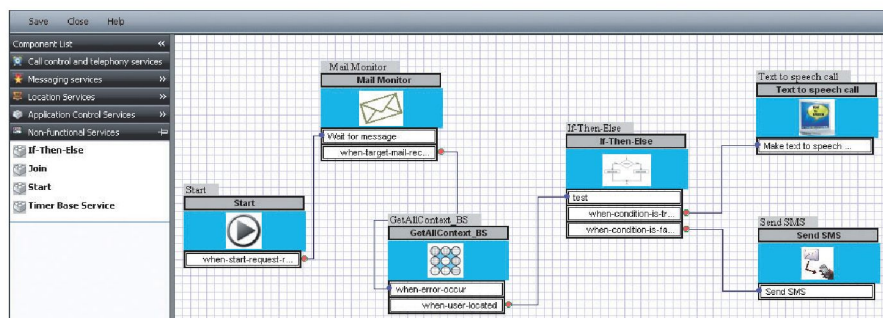 Save Close Help
Component List «
Call control and telephony services
Messaging services »
Location Services »
Application Control Services »
Non-functional Services
If-Then-Else
Join
Start
Timer Base Service
Start
Start
when-start-request-r...
Mail Monitor
Mail Monitor
Wait for message
when-target-mail-rec...
GetAllContext_BS
GetAllContext_BS
when-error-occur
when-user-located
If-Then-Else
If-Then-Else
test
when-condition-is-tr...
when-condition-is-fa...
Text to speech call
Text to speech call
Make text to speech ...
Send SMS
Send SMS
Send SMS